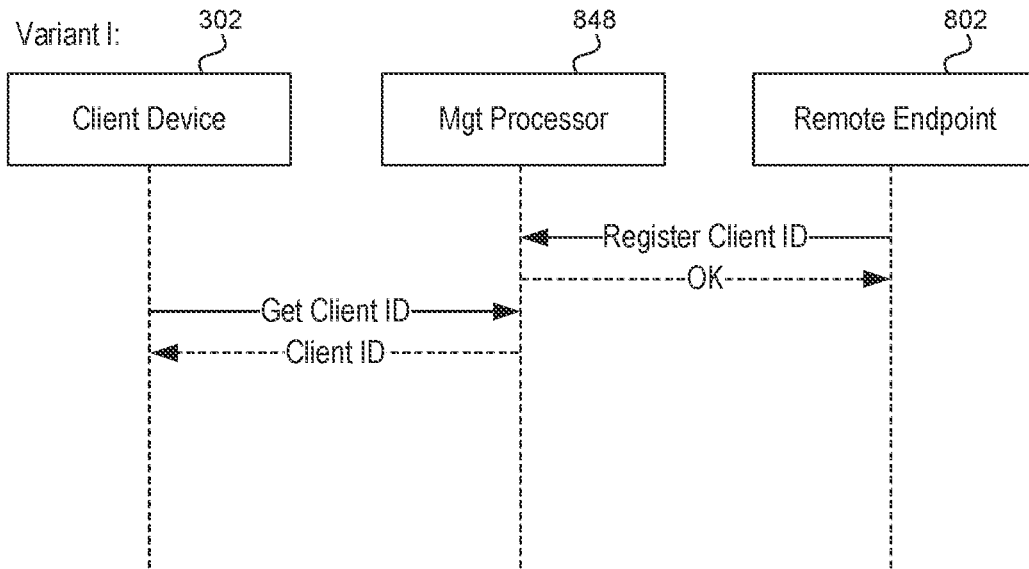 Variant I:
302
848
802
Client Device
Mgt Processor
Remote Endpoint
Register Client ID
OK
Get Client ID
Client ID